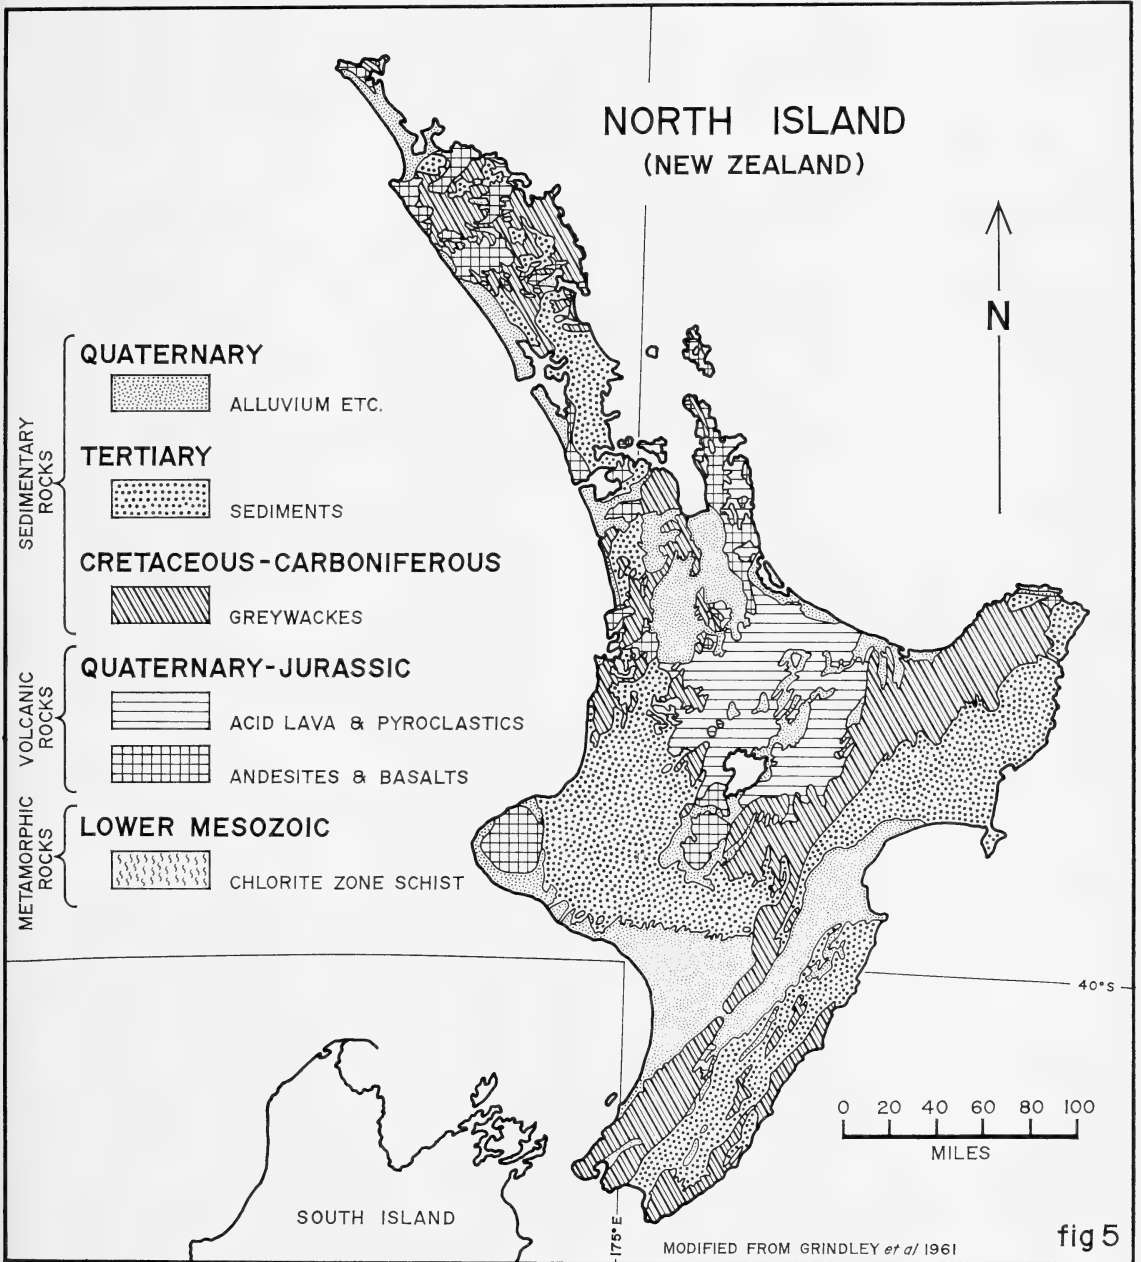 NORTH ISLAND
(NEW ZEALAND)
N
SEDIMENTARY
ROCKS
QUATERNARY
ALLUVIUM ETC.
TERTIARY
SEDIMENTS
CRETACEOUS-CARBONIFEROUS
GREYWACKES
VOLCANIC
ROCKS
QUATERNARY-JURASSIC
ACID LAVA & PYROCLASTICS
ANDESITES & BASALTS
METAMORPHIC
ROCKS
LOWER MESOZOIC
CHLORITE ZONE SCHIST
40°S
0 20 40 60 80 100
MILES
SOUTH ISLAND
175°E
MODIFIED FROM GRINDLEY et al 1961
fig 5